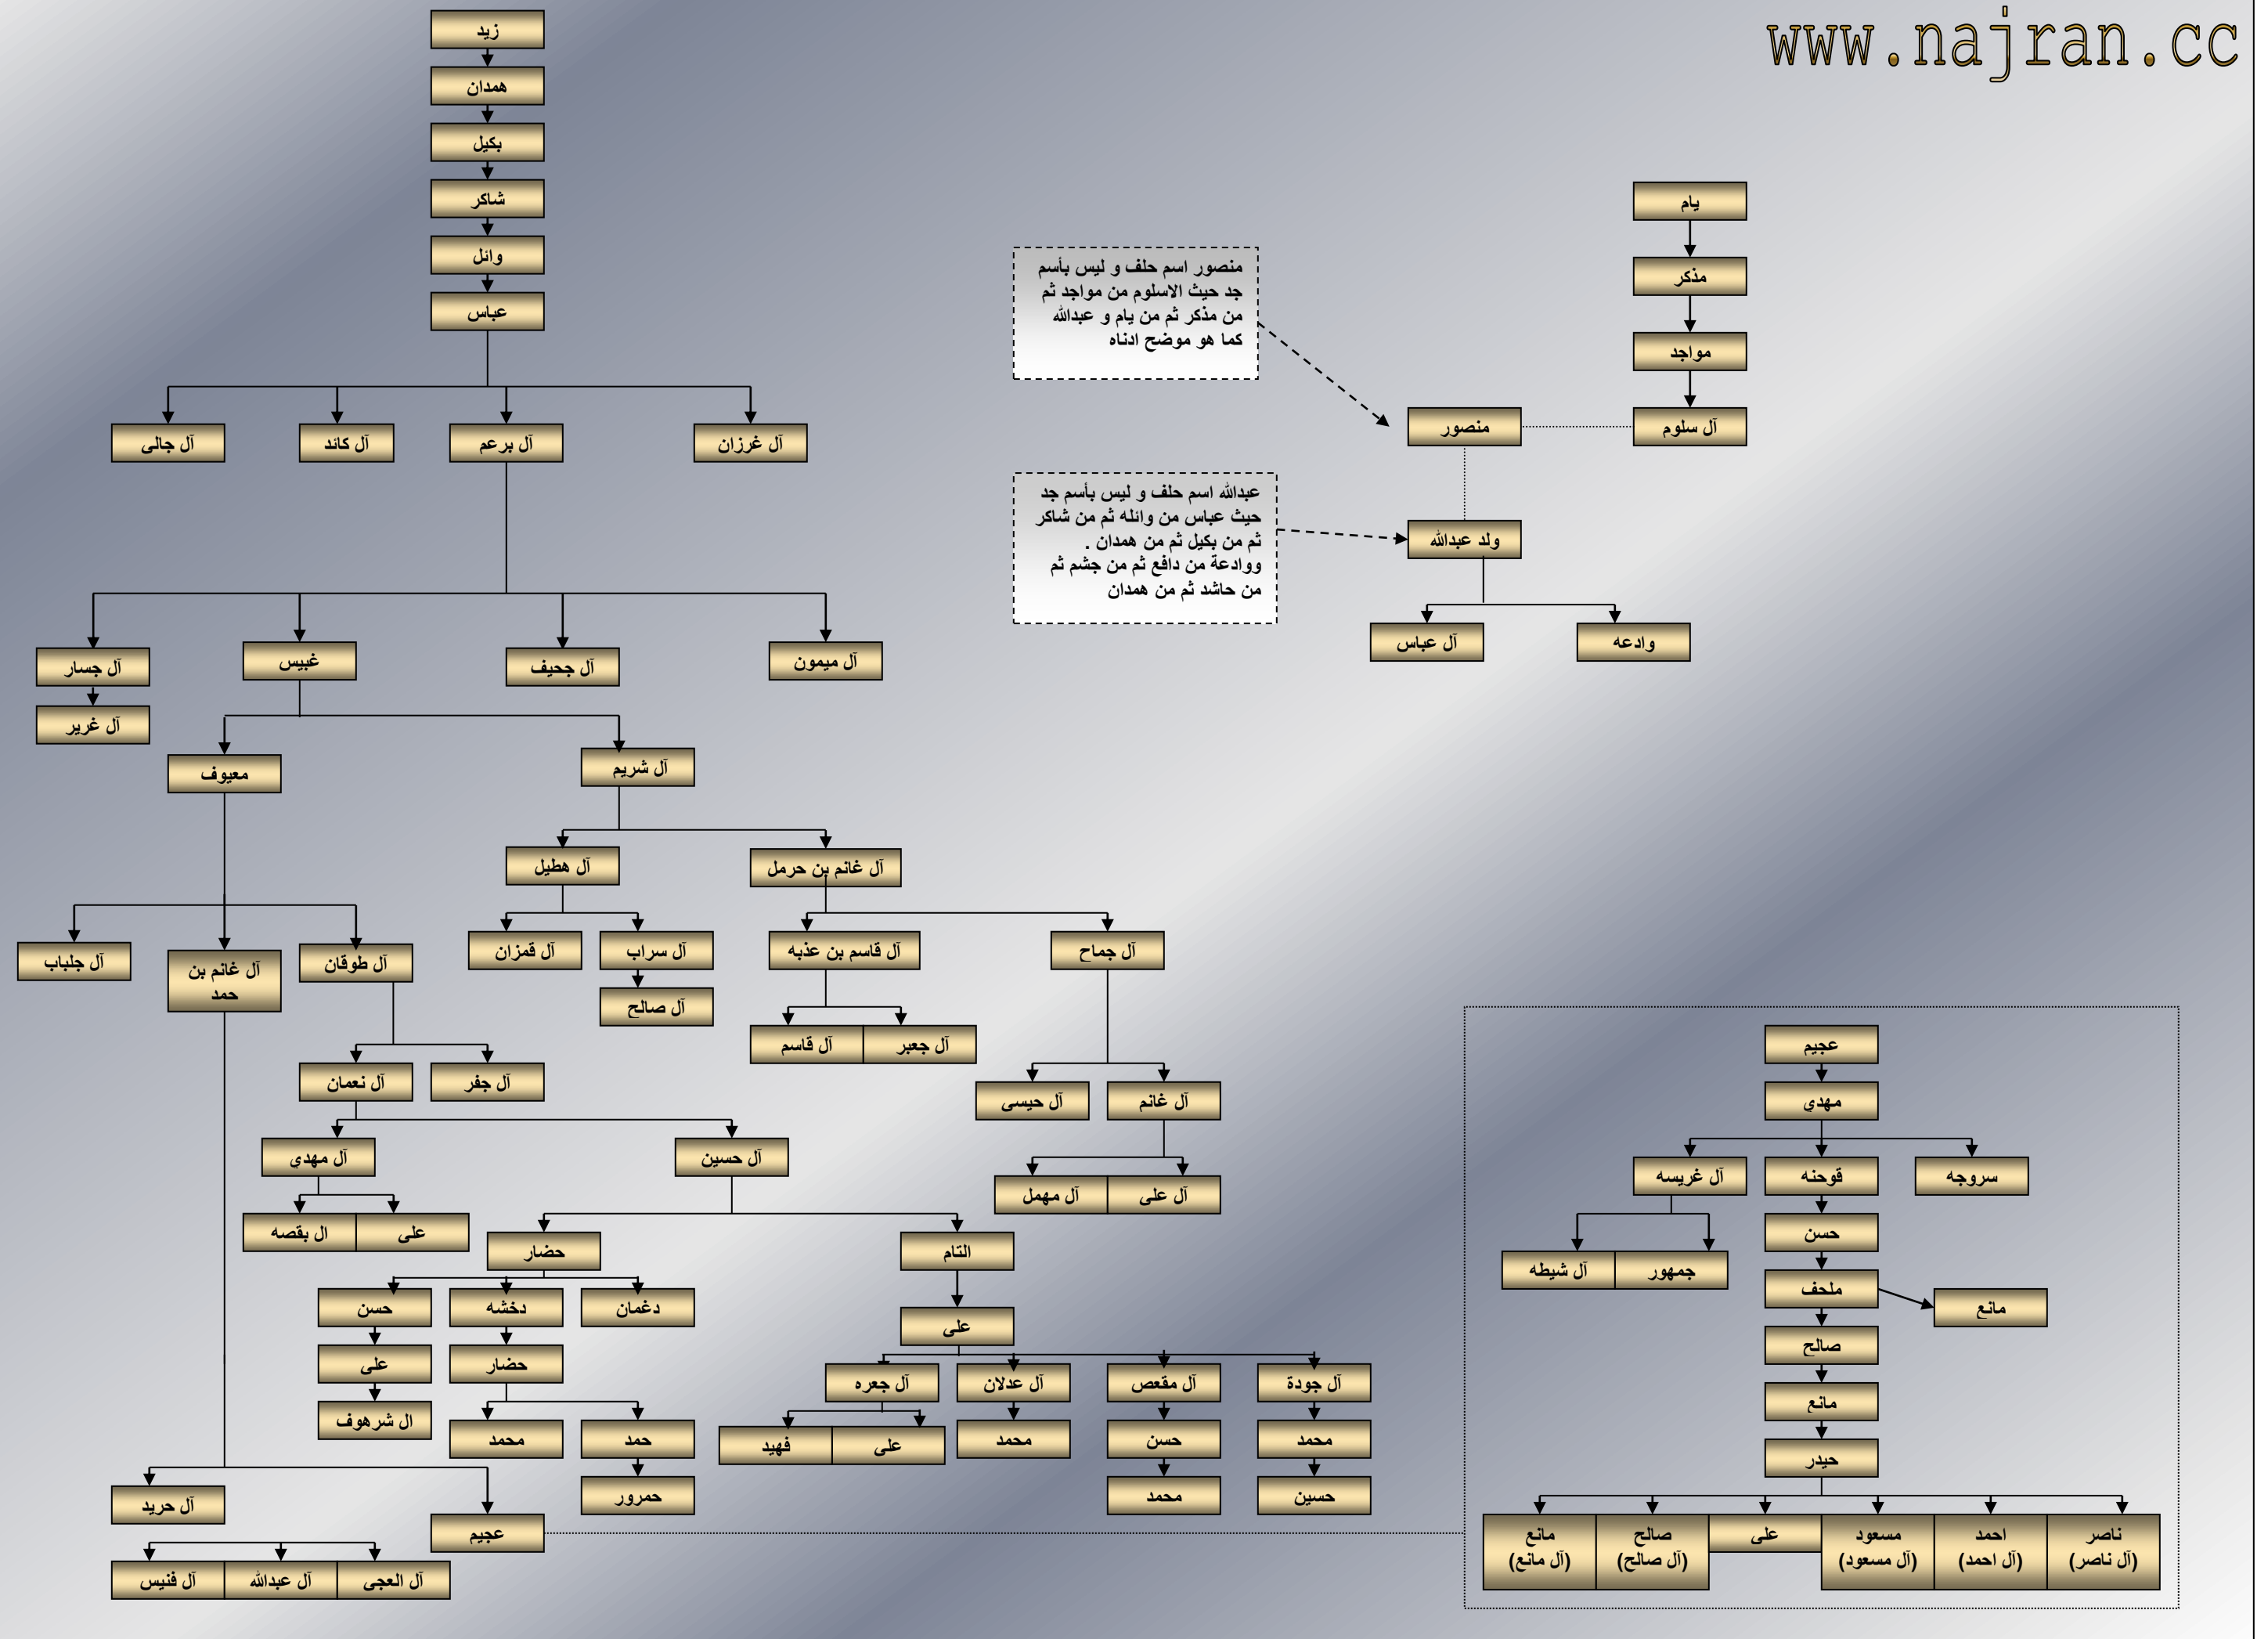 www.najran.cc
زيد
همدان
بكيل
شاكر
وائل
عباس
يام
مذكر
مواجد
آل سلوم
منصور
منصور اسم حلف و ليس بأسم
جد حيث الاسلوم من مواجد ثم
من مذكر ثم من يام و عبدالله
كما هو موضح ادناه
عبدالله اسم حلف و ليس بأسم جد
حيث عباس من وائله ثم من شاكر
ثم من بكيل ثم من همدان .
ووادعة من دافع ثم من جشم ثم
من حاشد ثم من همدان
ولد عبدالله
وادعه
آل عباس
آل غرزان
آل برعم
آل كائد
آل جالى
آل ميمون
آل جحيف
غبيس
آل جسار
آل غرير
آل شريم
معيوف
آل غانم بن حرمل
آل هطيل
آل جماح
آل قاسم بن عذبه
آل سراب
آل قمزان
آل طوقان
آل غانم بن
حمد
آل جلباب
آل صالح
آل جعبر
آل قاسم
آل غانم
آل حيسى
آل جفر
آل نعمان
آل على
آل مهمل
آل حسين
آل مهدي
على
ال بقصه
التام
حضار
دغمان
دخشه
حسن
على
حضار
على
ال شرهوف
آل جودة
آل مقعص
آل عدلان
آل جعره
محمد
حسن
محمد
على
فهيد
حمد
محمد
حسين
محمد
حمرور
آل حريد
عجيم
آل العجى
آل عبدالله
آل فنيس
عجيم
مهدي
سروجه
قوحنه
آل غريسه
حسن
جمهور
آل شيطه
ملحف
مانع
صالح
مانع
حيدر
ناصر
(آل ناصر)
احمد
(آل احمد)
مسعود
(آل مسعود)
على
صالح
(آل صالح)
مانع
(آل مانع)